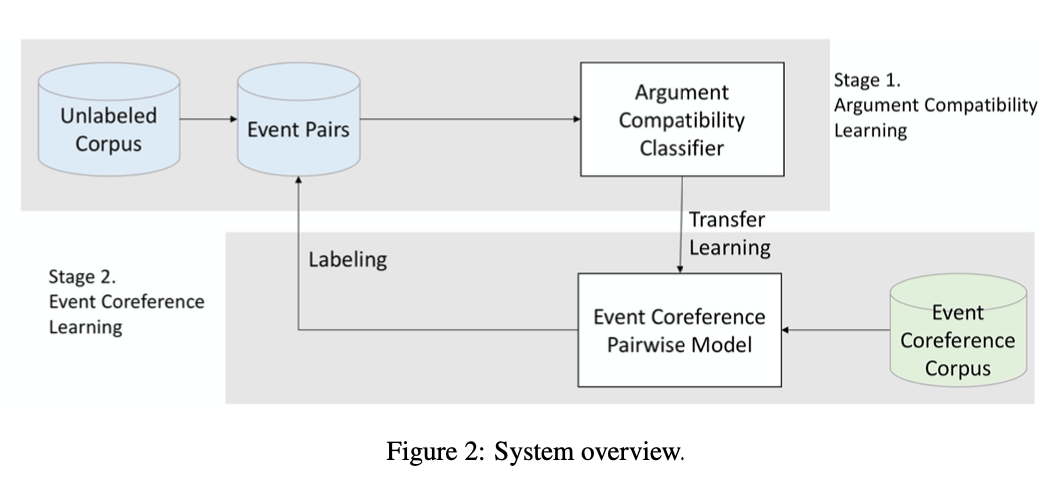 Unlabeled
Corpus
Event Pairs
Argument
Compatibility
Classifier
Stage 1.
Argument Compatibility
Learning
Transfer
Learning
Labeling
Stage 2.
Event Coreference
Learning
Event Coreference
Pairwise Model
Event
Coreference
Corpus
Figure 2: System overview.